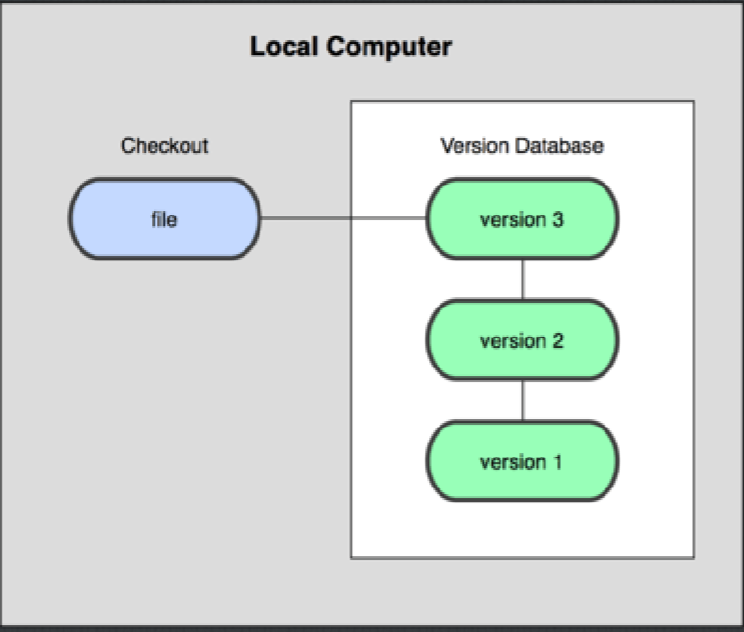 Local Computer
Checkout
Version Database
file
version 3
version 2
version 1